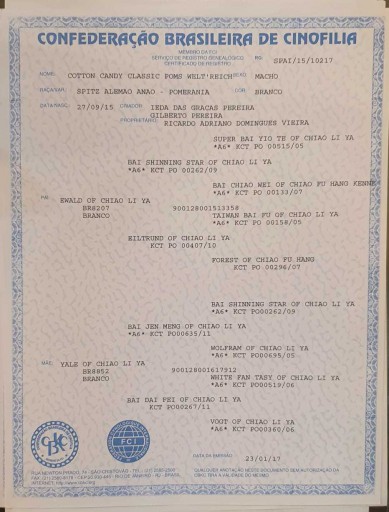 CONFEDERAÇÃO BRASILEIRA DE CINOFILIA
MEMBRO DA FCI
SERVIÇO DE REGISTRO GENEALÓGICO
CERTIFICADO DE REGISTRO
RG: SPAI/15/10217
NOME: COTTON CANDY CLASSIC POMS WELT'REICH SEXO: MACHO
RAÇA/VAR: SPITZ ALEMAO ANAO - POMERANIA COR: BRANCO
DATA NASC: 27/09/15 CRIADOR: IEDA DAS GRACAS PEREIRA
GILBERTO PEREIRA
PROPRIETÁRIO: RICARDO ADRIANO DOMINGUES VIEIRA
SUPER BAI YIO TE OF CHIAO LI YA
*A6* KCT PO 00515/05
BAI SHINNING STAR OF CHIAO LI YA
*A6* KCT PO 00262/09
BAI CHIAO WEI OF CHIAO FU HANG KENNE
*A6* KCT PO 00133/07
PAI: EWALD OF CHIAO LI YA
BR8207 900128001513358
BRANCO
TAIWAN BAI FU OF CHIAO LI YA
*A6* KCT PO 00158/05
EILTRUND OF CHIAO LI YA
KCT PO 00407/10
FOREST OF CHIAO FU HANG
KCT PO 00296/07
BAI SHINNING STAR OF CHIAO LI YA
*A6* KCT PO00262/09
BAI JEN MENG OF CHIAO LI YA
*A6* KCT PO00635/11
WOLFRAM OF CHIAO LI YA
*A6* KCT PO00695/05
MÃE: YALE OF CHIAO LI YA
BR8852 900128001617912
BRANCO
WHITE FAN TASY OF CHIAO LI YA
*A6* KCT PO00519/06
BAI DAI PEI OF CHIAO LI YA
KCT PO00267/11
VOGT OF CHIAO LI YA
*A6* KCT PO00360/06
CBKC
FCI
DATA DA EMISSÃO
23/01/17
QUALQUER ANOTAÇÃO NESTE DOCUMENTO SEM AUTORIZAÇÃO DA
CBKC TIRA A VALIDADE DO MESMO.